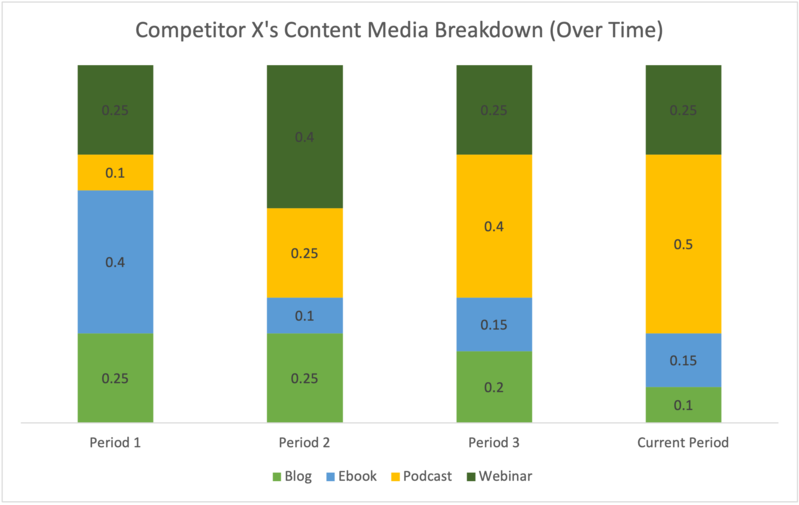 Competitor X's Content Media Breakdown (Over Time)
0.25 0.4 0.25 0.25
0.1 0.25 0.4 0.5
0.4 0.1 0.15 0.15
0.25 0.25 0.2 0.1
Period 1 Period 2 Period 3 Current Period
Blog Ebook Podcast Webinar